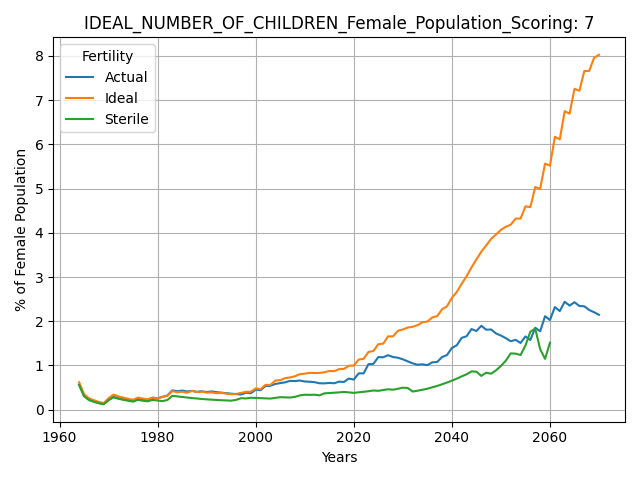 IDEAL_NUMBER_OF_CHILDREN_Female_Population_Scoring: 7
Fertility
Actual
Ideal
Sterile
% of Female Population
8
7
6
5
4
3
2
1
0
1960 1980 2000 2020 2040 2060
Years